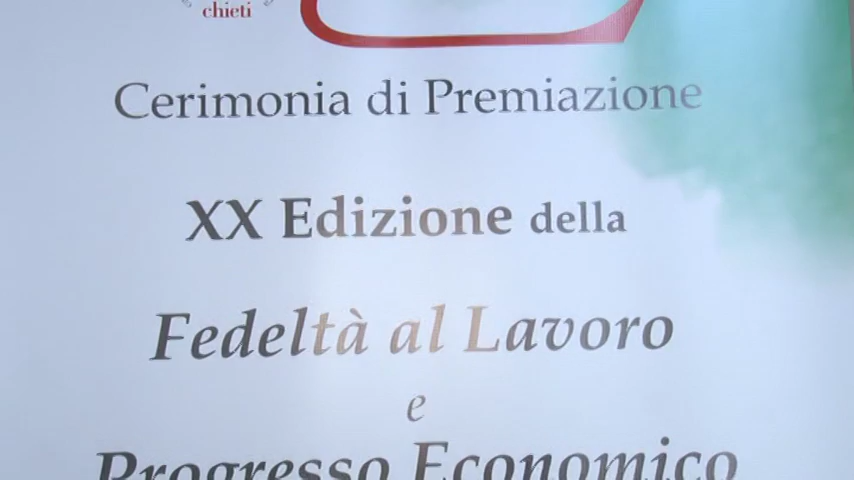 chieti
Cerimonia di Premiazione
XX Edizione della
Fedeltà al Lavoro
e
Progresso Economico